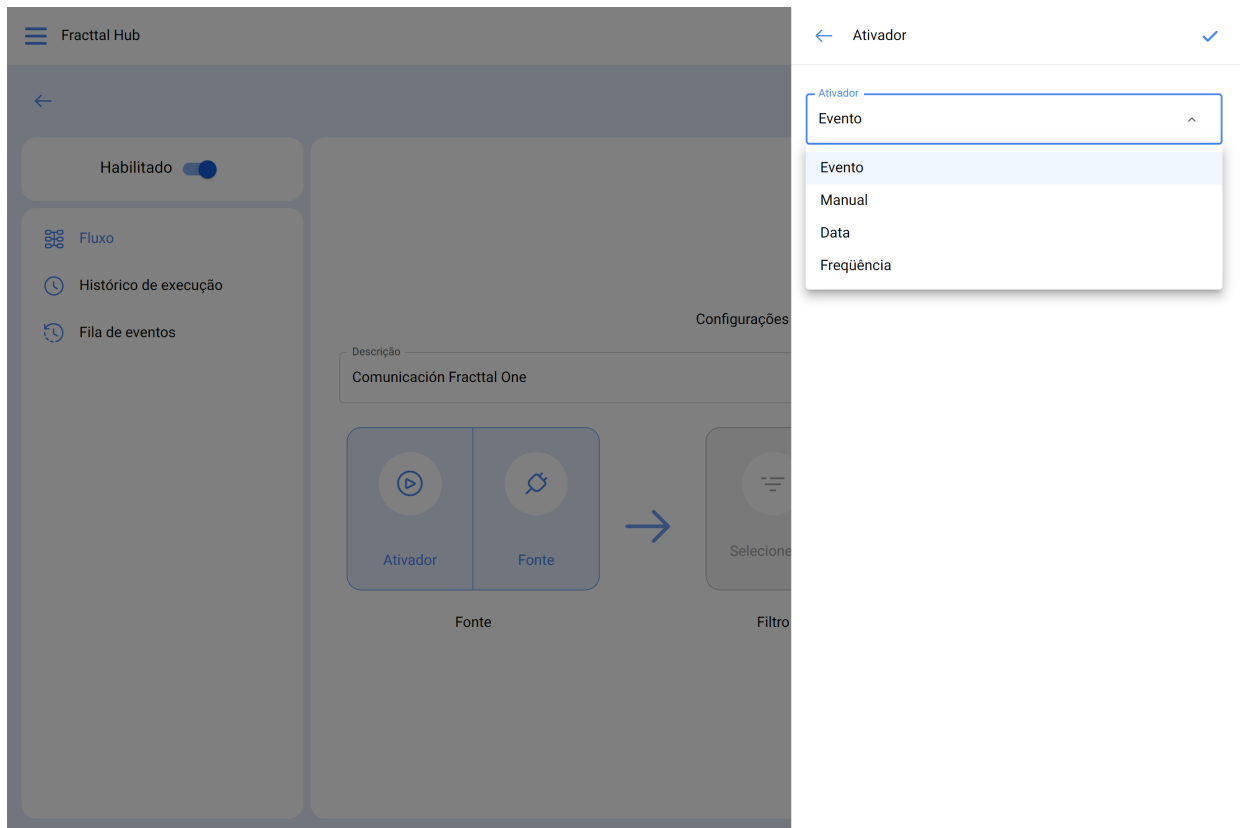 Fracttal Hub
Habilitado
Fluxo
Histórico de execução
Fila de eventos
Configurações
Descrição
Comunicación Fracttal One
Ativador
Fonte
Selecione
Fonte
Filtro
Ativador
Ativador
Evento
Evento
Manual
Data
Freqüência